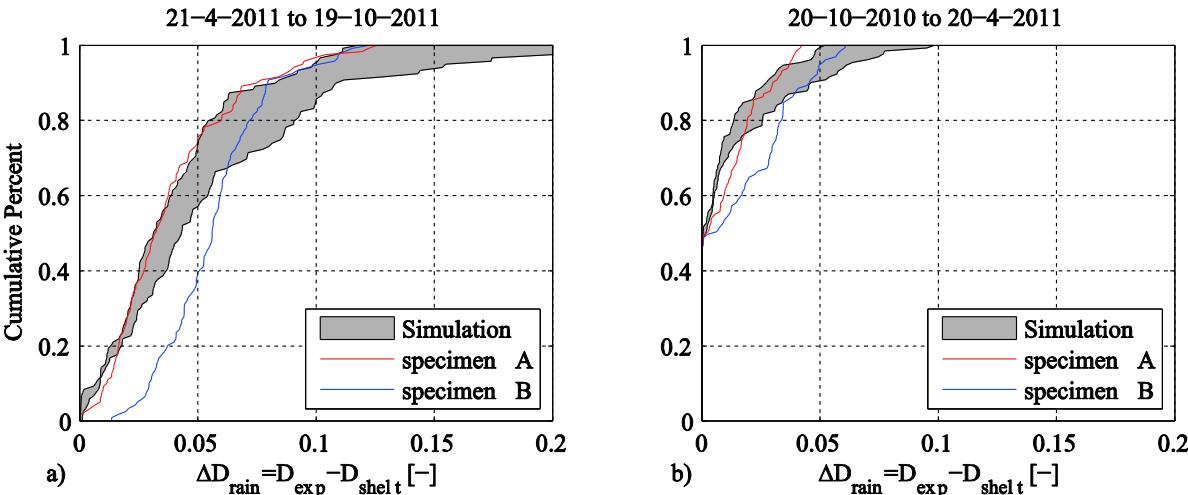 21−4−2011 to 19−10−2011
Cumulative Percent
1
0.8
0.6
0.4
0.2
0
0 0.05 0.1 0.15 0.2
Simulation
specimen A
specimen B
a) ΔDrain=Dexp−Dshelt [−]
20−10−2010 to 20−4−2011
1
0.8
0.6
0.4
0.2
0
0 0.05 0.1 0.15 0.2
Simulation
specimen A
specimen B
b) ΔDrain=Dexp−Dshelt [−]